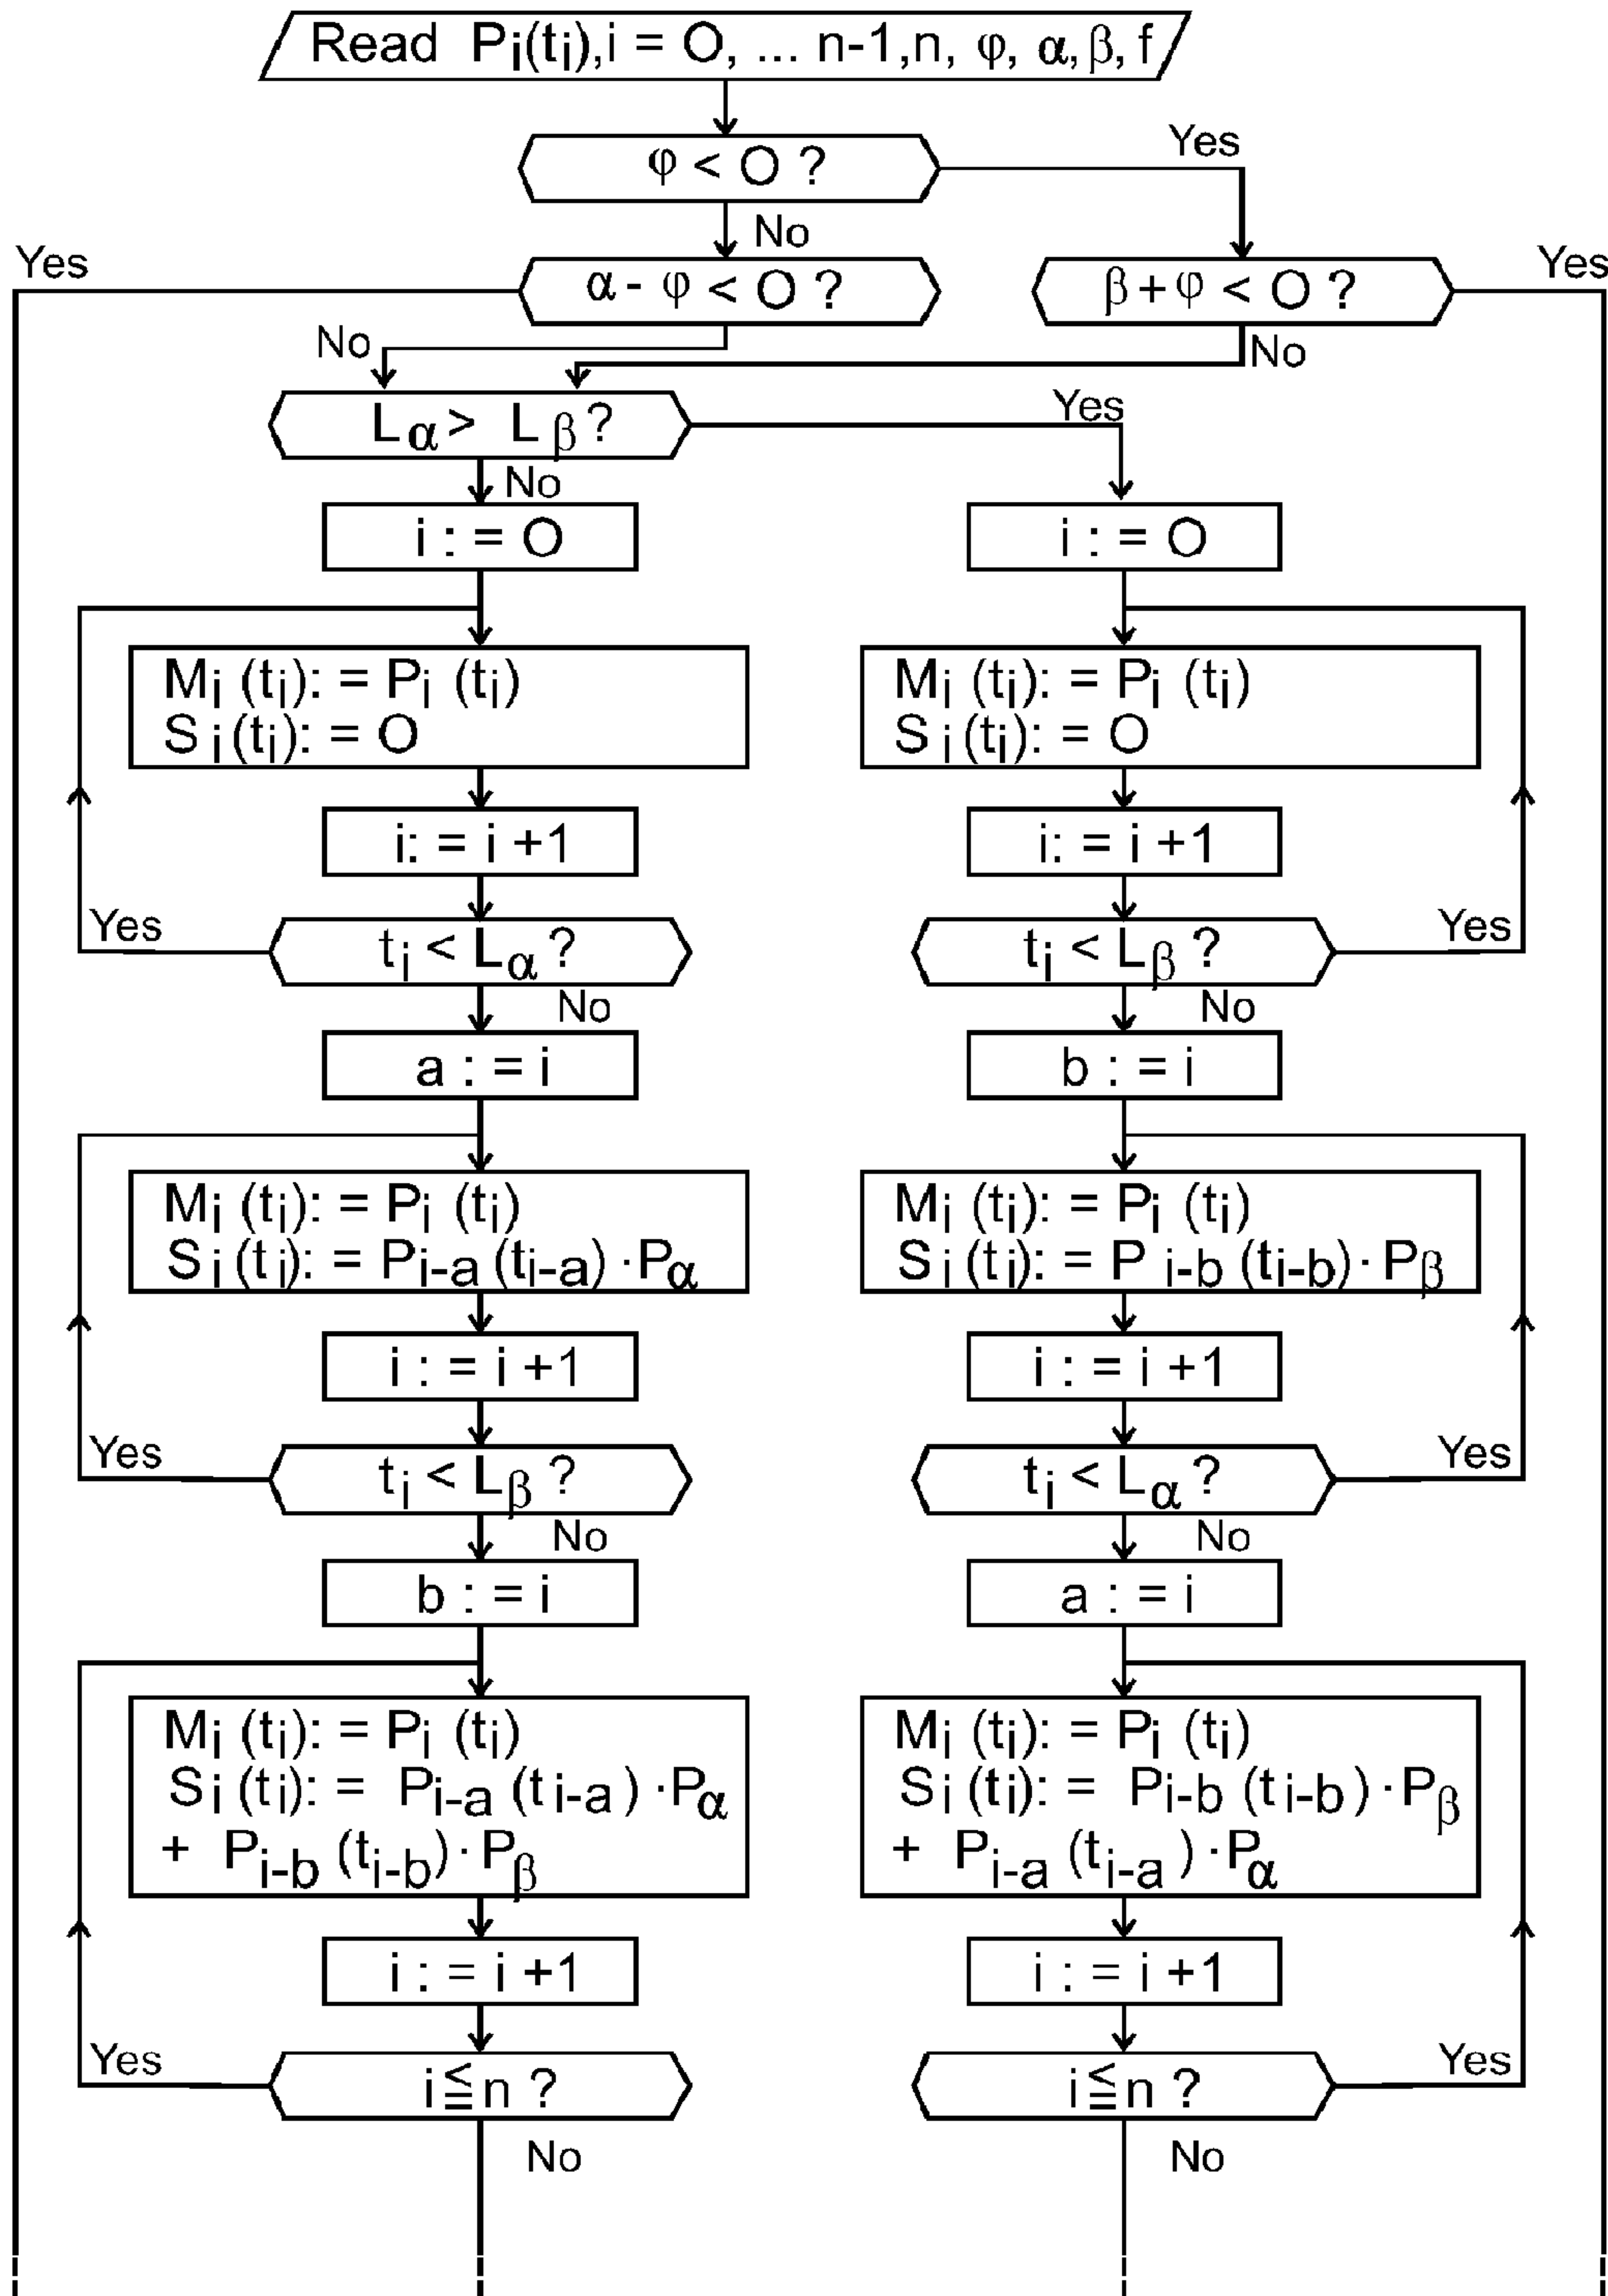 Read Pi(ti),i = O, ... n-1,n, φ, α, β, f
φ < O ?
Yes
No
Yes
α - φ < O ?
β + φ < O ?
Yes
No
No
Lα > Lβ ?
Yes
No
i : = O
i : = O
Mi (ti): = Pi (ti)
Si (ti): = O
Mi (ti): = Pi (ti)
Si (ti): = O
i: = i +1
i: = i +1
Yes
ti < Lα ?
ti < Lβ ?
Yes
No
No
a : = i
b : = i
Mi (ti): = Pi (ti)
Si (ti): = Pi-a (ti-a) ·Pα
Mi (ti): = Pi (ti)
Si (ti): = P i-b (ti-b) · Pβ
i : = i +1
i : = i +1
Yes
ti < Lβ ?
ti < Lα ?
Yes
No
No
b : = i
a : = i
Mi (ti): = Pi (ti)
Si (ti): = Pi-a (ti-a) ·Pα
+ Pi-b (ti-b) · Pβ
Mi (ti): = Pi (ti)
Si (ti): = Pi-b (ti-b) · Pβ
+ Pi-a (ti-a) ·Pα
i : = i +1
i : = i +1
Yes
i ≦ n ?
i ≦ n ?
Yes
No
No